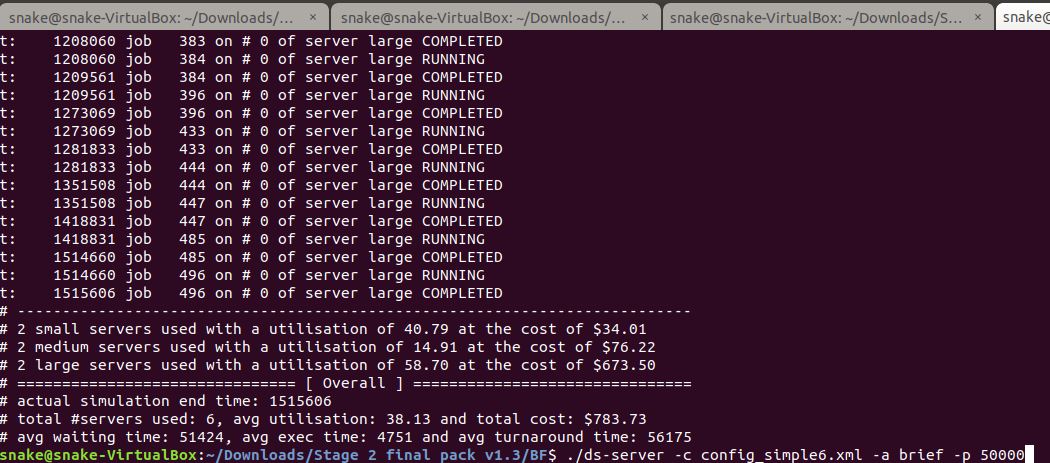 snake@snake-VirtualBox: ~/Downloads/... × snake@snake-VirtualBox: ~/Downloads/... × snake@snake-VirtualBox: ~/Downloads/S... × snake@
t: 1208060 job 383 on # 0 of server large COMPLETED
t: 1208060 job 384 on # 0 of server large RUNNING
t: 1209561 job 384 on # 0 of server large COMPLETED
t: 1209561 job 396 on # 0 of server large RUNNING
t: 1273069 job 396 on # 0 of server large COMPLETED
t: 1273069 job 433 on # 0 of server large RUNNING
t: 1281833 job 433 on # 0 of server large COMPLETED
t: 1281833 job 444 on # 0 of server large RUNNING
t: 1351508 job 444 on # 0 of server large COMPLETED
t: 1351508 job 447 on # 0 of server large RUNNING
t: 1418831 job 447 on # 0 of server large COMPLETED
t: 1418831 job 485 on # 0 of server large RUNNING
t: 1514660 job 485 on # 0 of server large COMPLETED
t: 1514660 job 496 on # 0 of server large RUNNING
t: 1515606 job 496 on # 0 of server large COMPLETED
# ---------------------------------------------------------------------------
# 2 small servers used with a utilisation of 40.79 at the cost of $34.01
# 2 medium servers used with a utilisation of 14.91 at the cost of $76.22
# 2 large servers used with a utilisation of 58.70 at the cost of $673.50
# =============================== [ Overall ] ===============================
# actual simulation end time: 1515606
# total #servers used: 6, avg utilisation: 38.13 and total cost: $783.73
# avg waiting time: 51424, avg exec time: 4751 and avg turnaround time: 56175
snake@snake-VirtualBox:~/Downloads/Stage 2 final pack v1.3/BF$ ./ds-server -c config_simple6.xml -a brief -p 50000